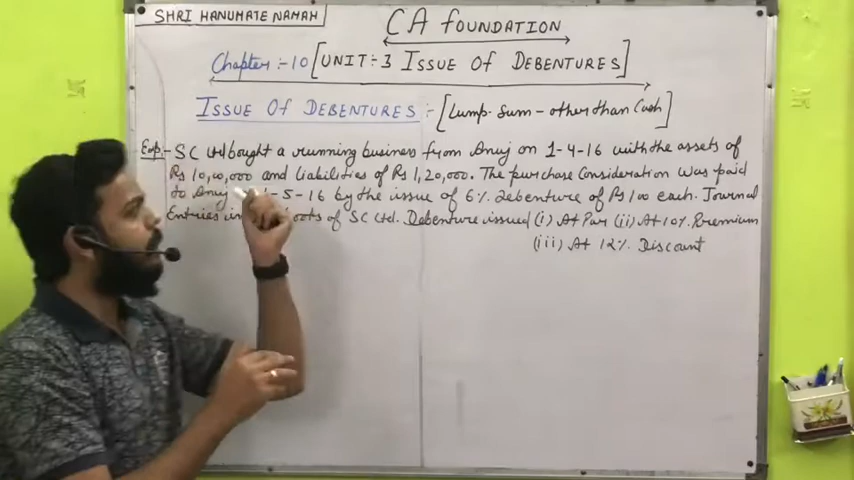 SHRI HANUMATE NAMAH
CA FOUNDATION
Chapter :- 10 [UNIT :- 3 ISSUE OF DEBENTURES]
ISSUE OF DEBENTURES :- [Lump-Sum - other than Cash]
Exp:- SC Ltd bought a running business from Anuj on 1-4-16 with the assets of
Rs 10,00,000 and liabilities of Rs 1,20,000. The purchase Consideration was paid
to Anuj 1-5-16 by the issue of 6% Debenture of Rs 100 each. Journal
Entries in of SC Ltd. Debenture issued (i) At Par (ii) At 10% Premium
(iii) At 12% Discount